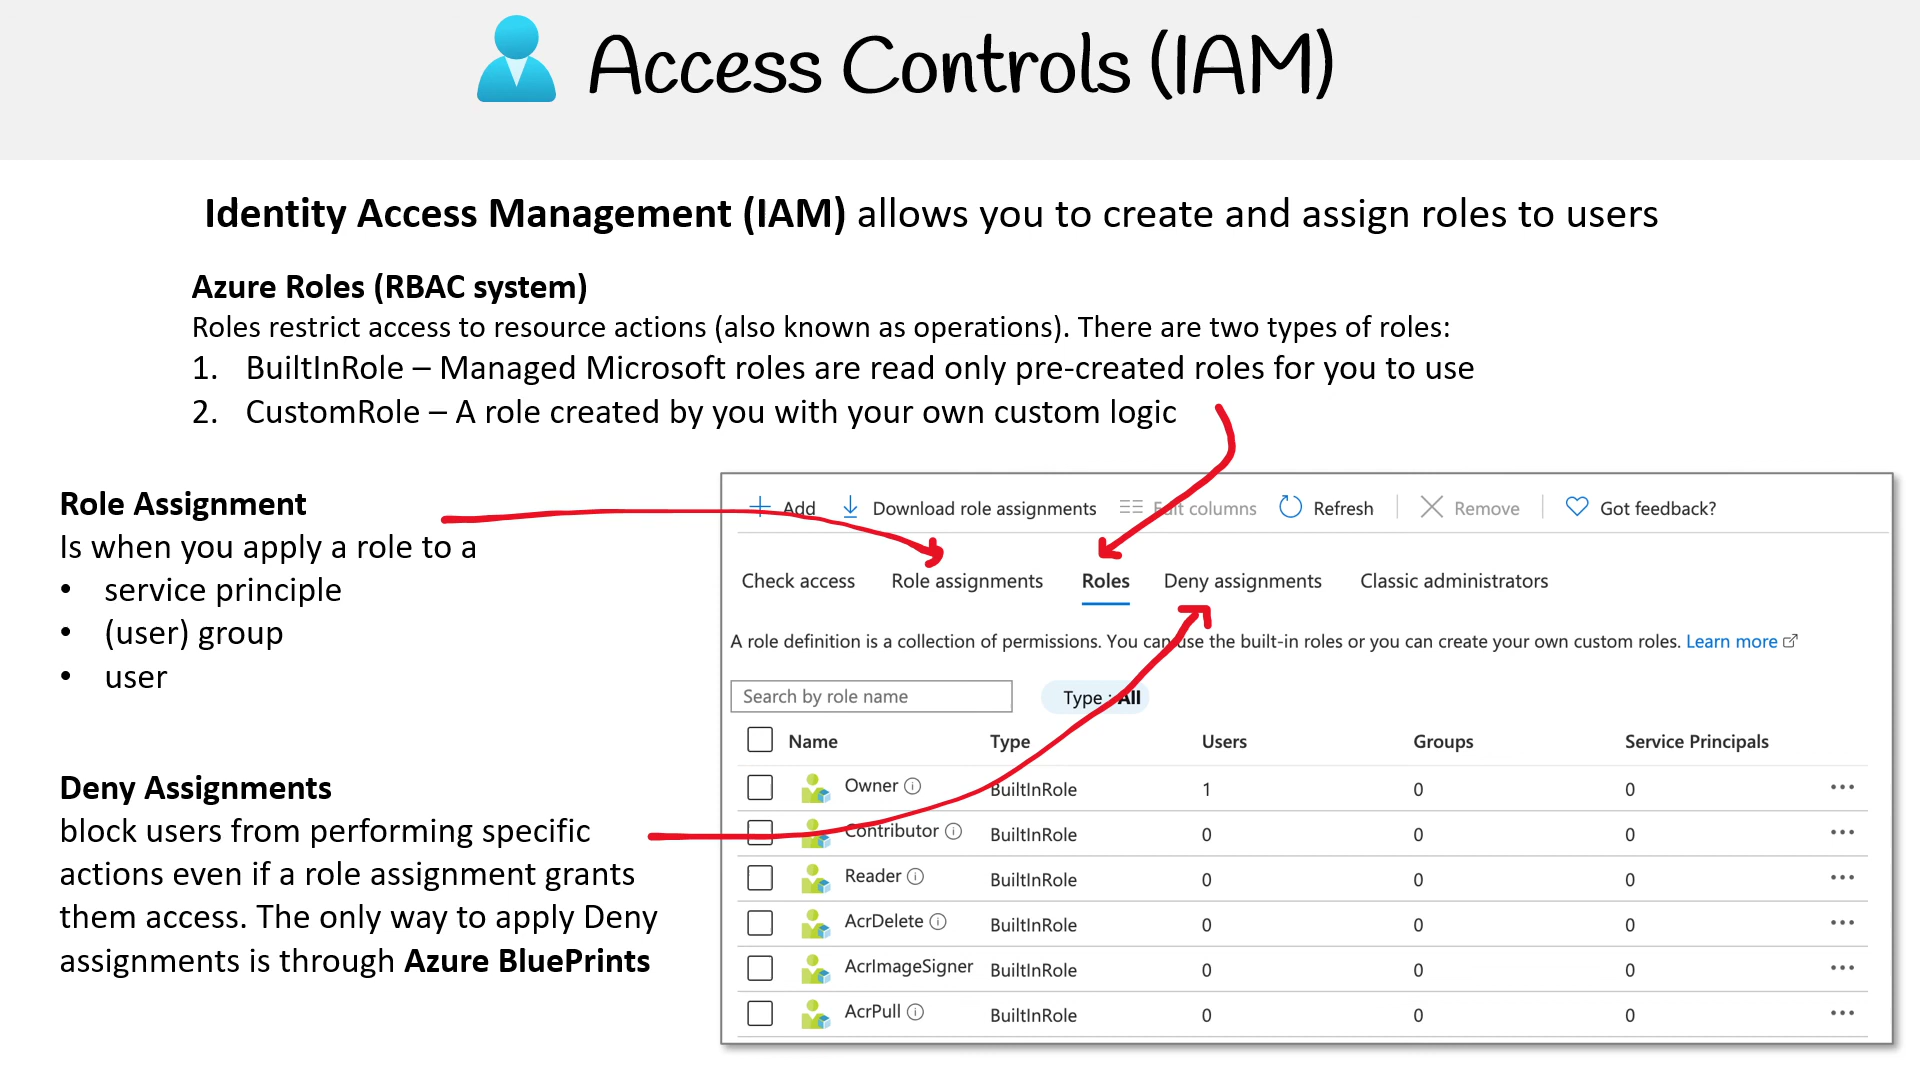 Access Controls (IAM)
Identity Access Management (IAM) allows you to create and assign roles to users
Azure Roles (RBAC system)
Roles restrict access to resource actions (also known as operations). There are two types of roles:
1. BuiltInRole – Managed Microsoft roles are read only pre-created roles for you to use
2. CustomRole – A role created by you with your own custom logic
Role Assignment
Is when you apply a role to a
• service principle
• (user) group
• user
Deny Assignments
block users from performing specific
actions even if a role assignment grants
them access. The only way to apply Deny
assignments is through Azure BluePrints
Add Download role assignments Edit columns Refresh Remove Got feedback?
Check access Role assignments Roles Deny assignments Classic administrators
A role definition is a collection of permissions. You can use the built-in roles or you can create your own custom roles. Learn more
Search by role name Type : All
Name Type Users Groups Service Principals
Owner BuiltInRole 1 0 0
Contributor BuiltInRole 0 0 0
Reader BuiltInRole 0 0 0
AcrDelete BuiltInRole 0 0 0
AcrImageSigner BuiltInRole 0 0 0
AcrPull BuiltInRole 0 0 0